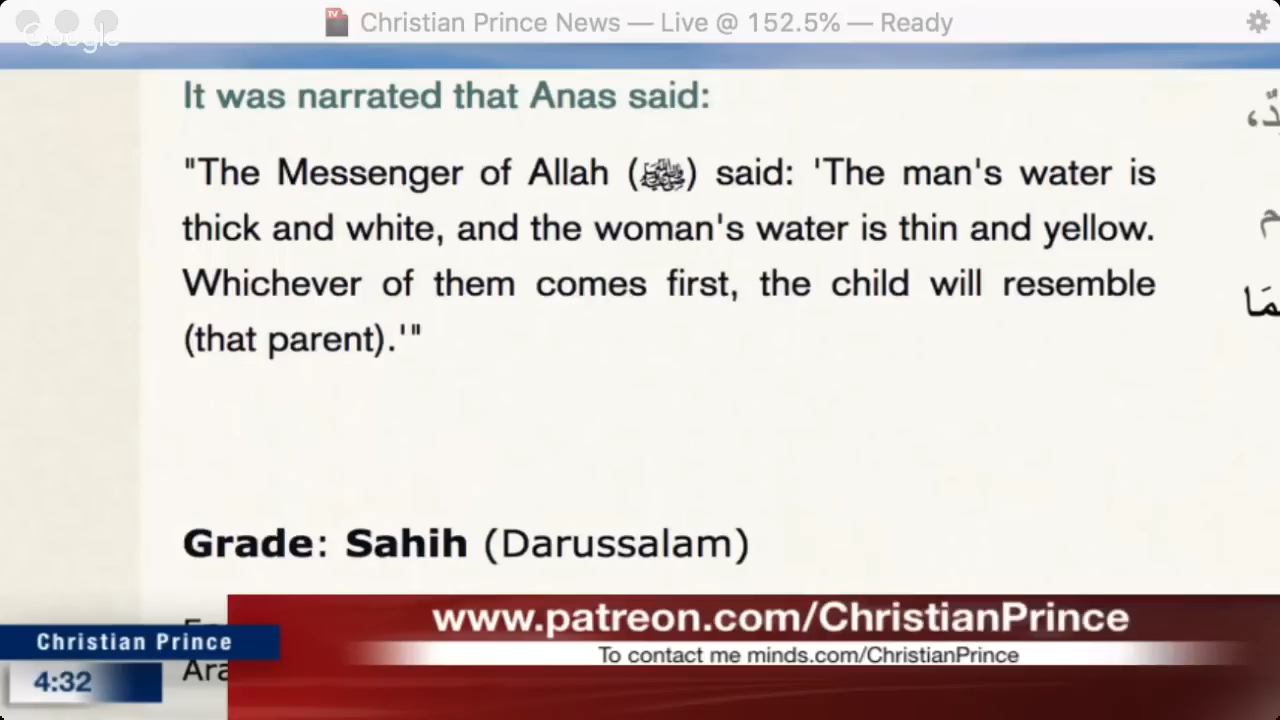 Google
TV
Christian Prince News — Live @ 152.5% — Ready
It was narrated that Anas said:
"The Messenger of Allah (ﷺ) said: 'The man's water is
thick and white, and the woman's water is thin and yellow.
Whichever of them comes first, the child will resemble
(that parent).'"
Grade: Sahih (Darussalam)
www.patreon.com/ChristianPrince
Christian Prince
To contact me minds.com/ChristianPrince
4:32
Ara